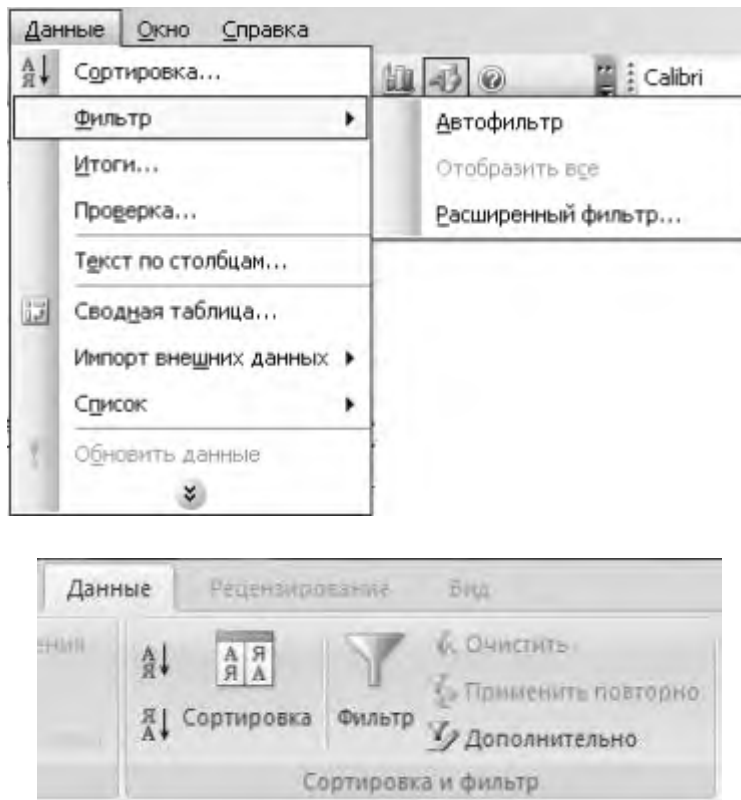 Данные Окно Справка
Сортировка...
Calibri
Фильтр
Автофильтр
Отобразить все
Расширенный фильтр...
Итоги...
Проверка...
Текст по столбцам...
Сводная таблица...
Импорт внешних данных
Список
Обновить данные
Данные Рецензирование Вид
Сортировка
Фильтр
Очистить
Применить повторно
Дополнительно
Сортировка и фильтр